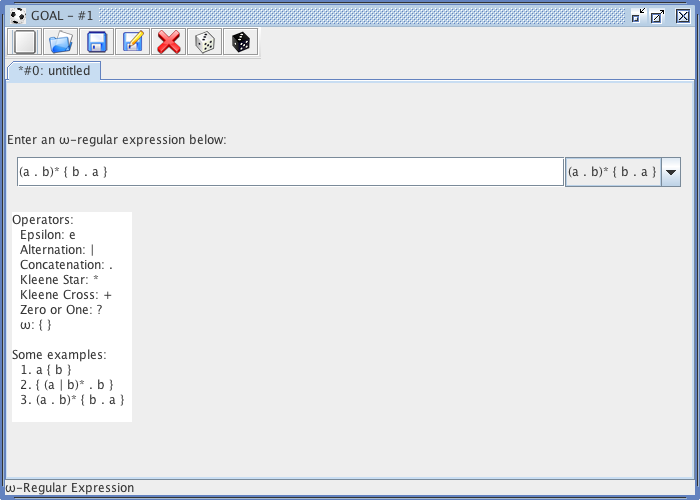 GOAL - #1
*#0: untitled
Enter an ω-regular expression below:
(a . b)* { b . a }
(a . b)* { b . a }
Operators:
Epsilon: e
Alternation: |
Concatenation: .
Kleene Star: *
Kleene Cross: +
Zero or One: ?
ω: { }
Some examples:
1. a { b }
2. { (a | b)* . b }
3. (a . b)* { b . a }
ω-Regular Expression